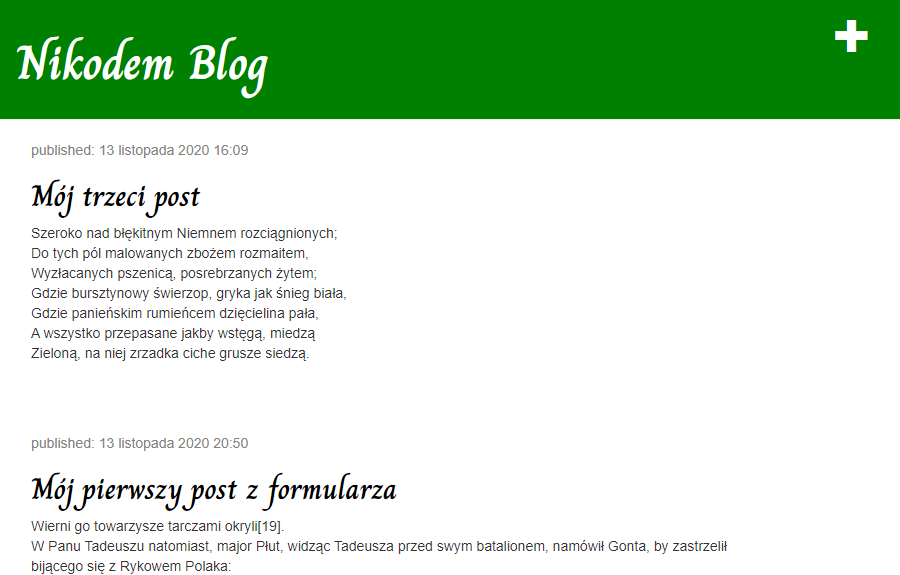 Nikodem Blog
published: 13 listopada 2020 16:09
Mój trzeci post
Szeroko nad błękitnym Niemnem rozciągnionych;
Do tych pól malowanych zbożem rozmaitem,
Wyzłacanych pszenicą, posrebrzanych żytem;
Gdzie bursztynowy świerzop, gryka jak śnieg biała,
Gdzie panieńskim rumieńcem dzięcielina pała,
A wszystko przepasane jakby wstęgą, miedzą
Zieloną, na niej zrzadka ciche grusze siedzą.
published: 13 listopada 2020 20:50
Mój pierwszy post z formularza
Wierni go towarzysze tarczami okryli[19].
W Panu Tadeuszu natomiast, major Płut, widząc Tadeusza przed swym batalionem, namówił Gonta, by zastrzelił
bijącego się z Rykowem Polaka: